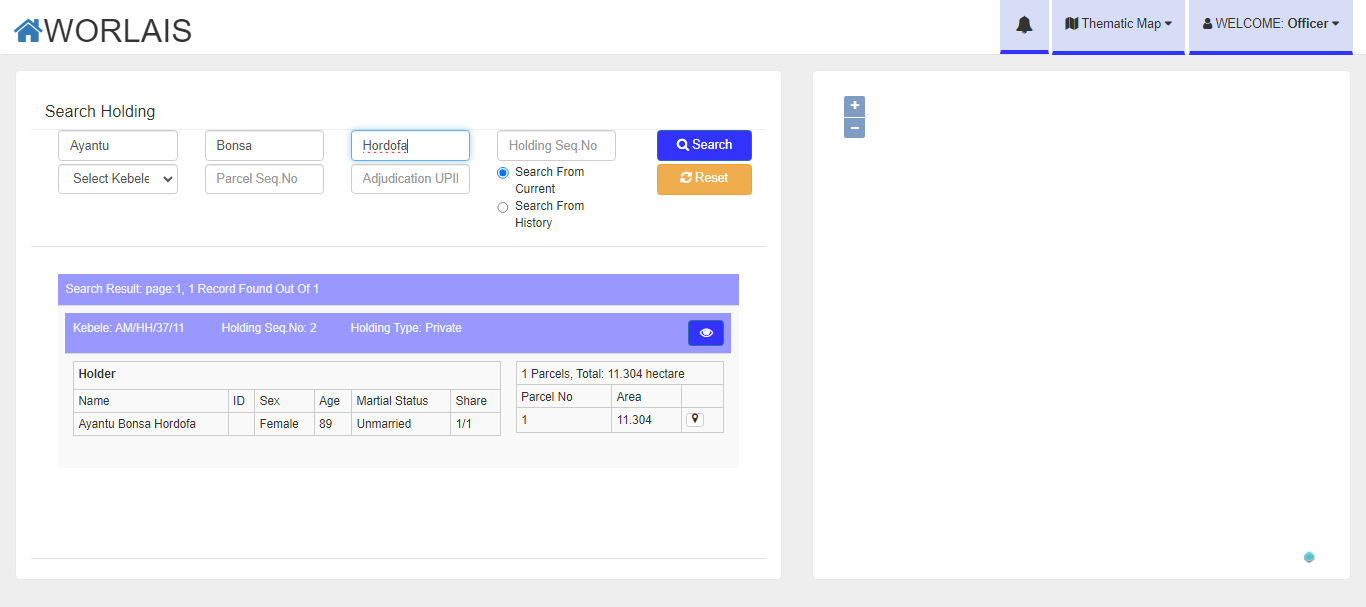 WORLAIS
Thematic Map
WELCOME: Officer
Search Holding
Ayantu Bonsa Hordofa Holding Seq.No Search
Select Kebele Parcel Seq.No Adjudication UPI Search From Current Reset
Search From History
Search Result: page:1, 1 Record Found Out Of 1
Kebele: AM/HH/37/11 Holding Seq.No: 2 Holding Type: Private
Holder
Name ID Sex Age Martial Status Share
Ayantu Bonsa Hordofa Female 89 Unmarried 1/1
1 Parcels, Total: 11.304 hectare
Parcel No Area
1 11.304
+
−